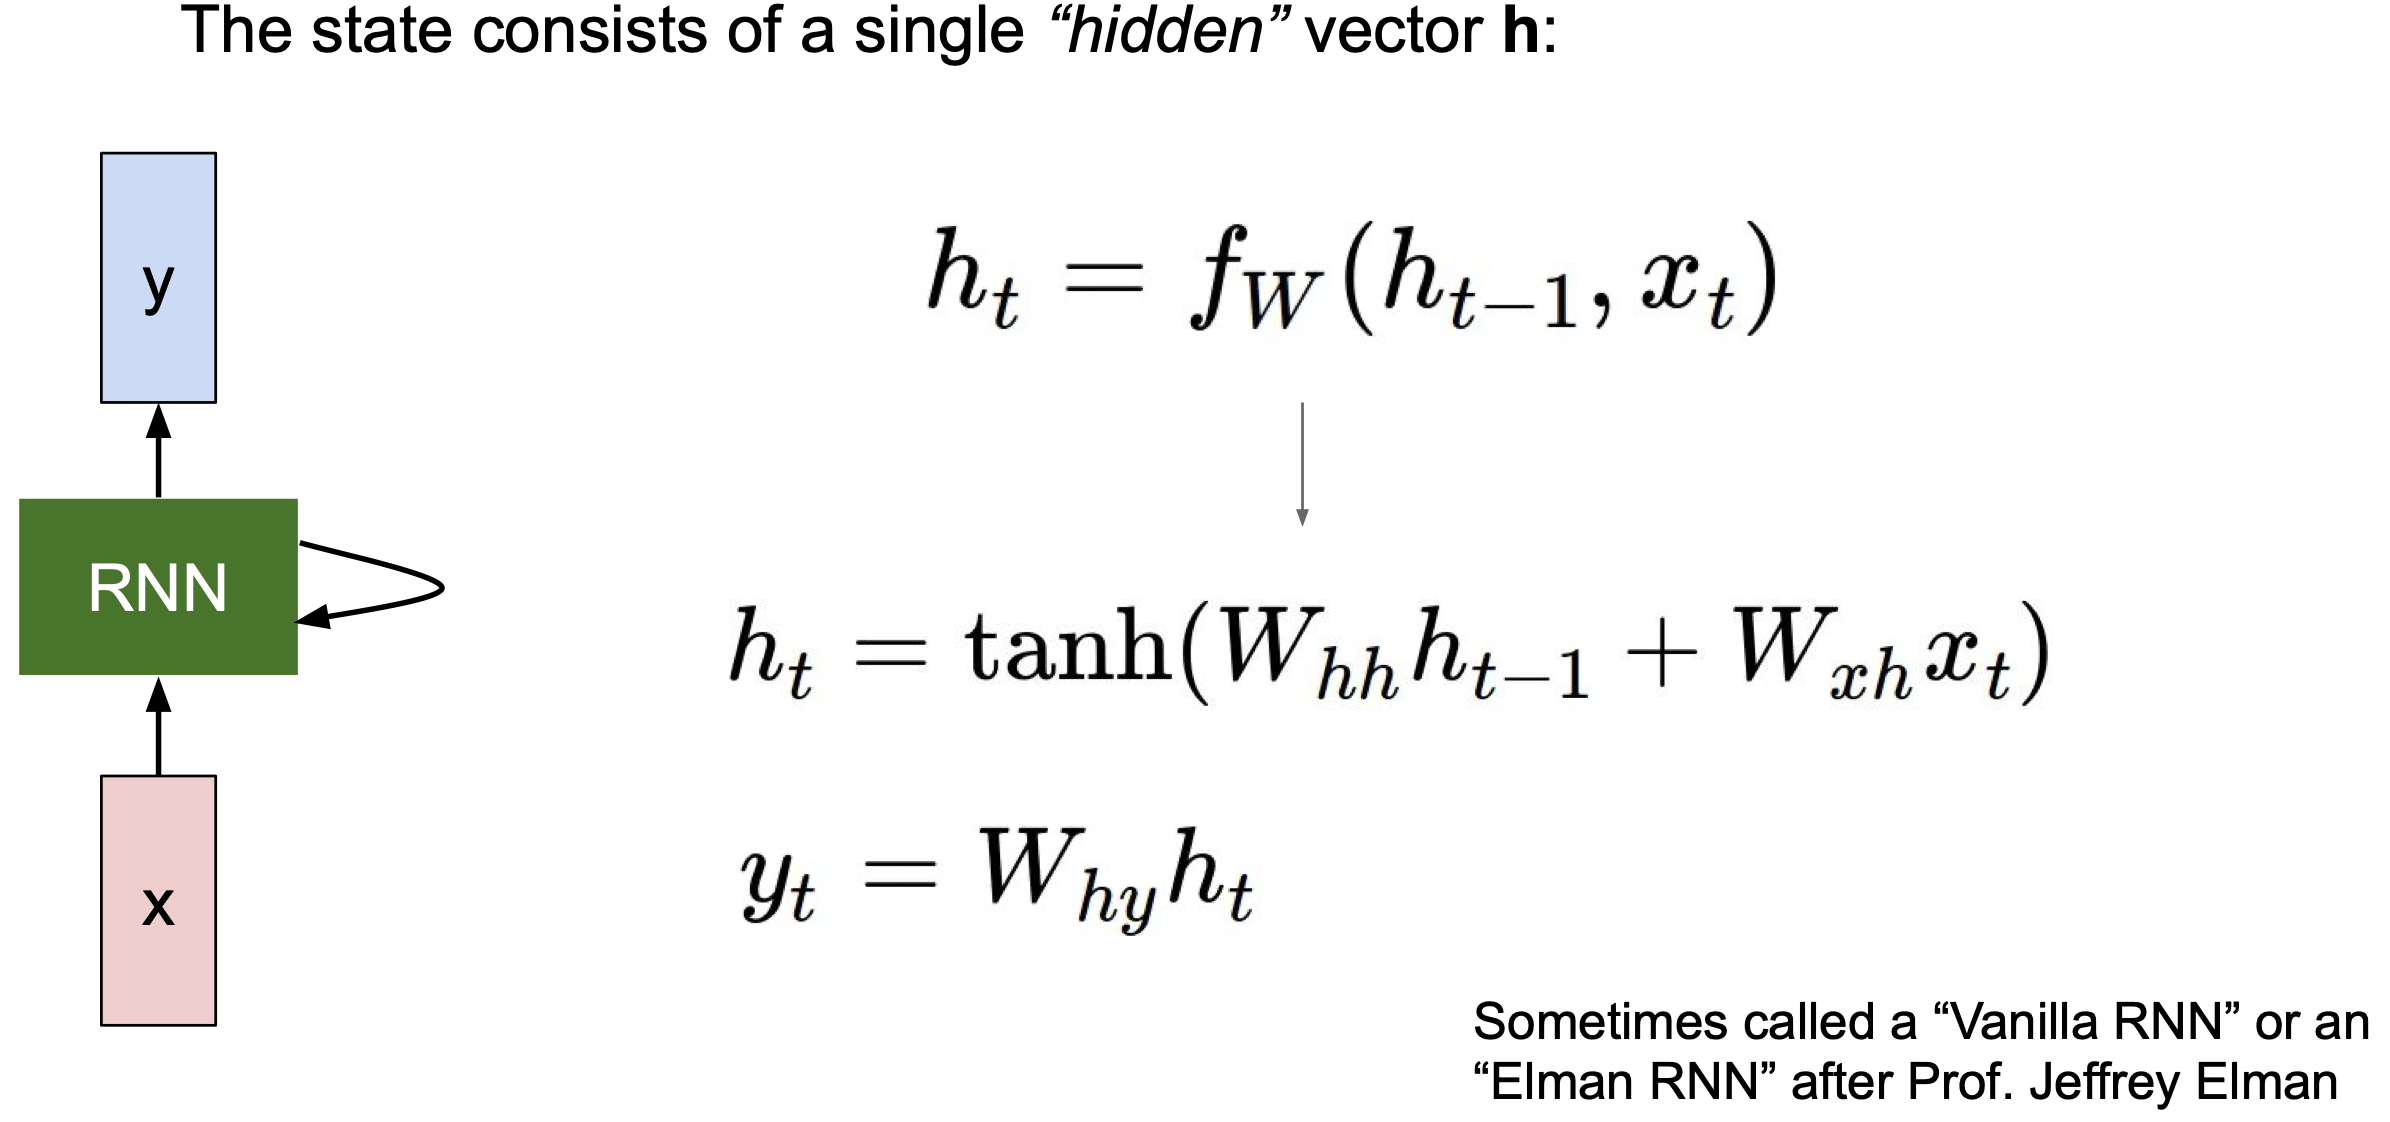 The state consists of a single “hidden” vector h:
y
h_t = f_W(h_{t−1}, x_t)
RNN
h_t = tanh(W_{hh}h_{t−1} + W_{xh}x_t)
y_t = W_{hy}h_t
x
Sometimes called a “Vanilla RNN” or an
“Elman RNN” after Prof. Jeffrey Elman